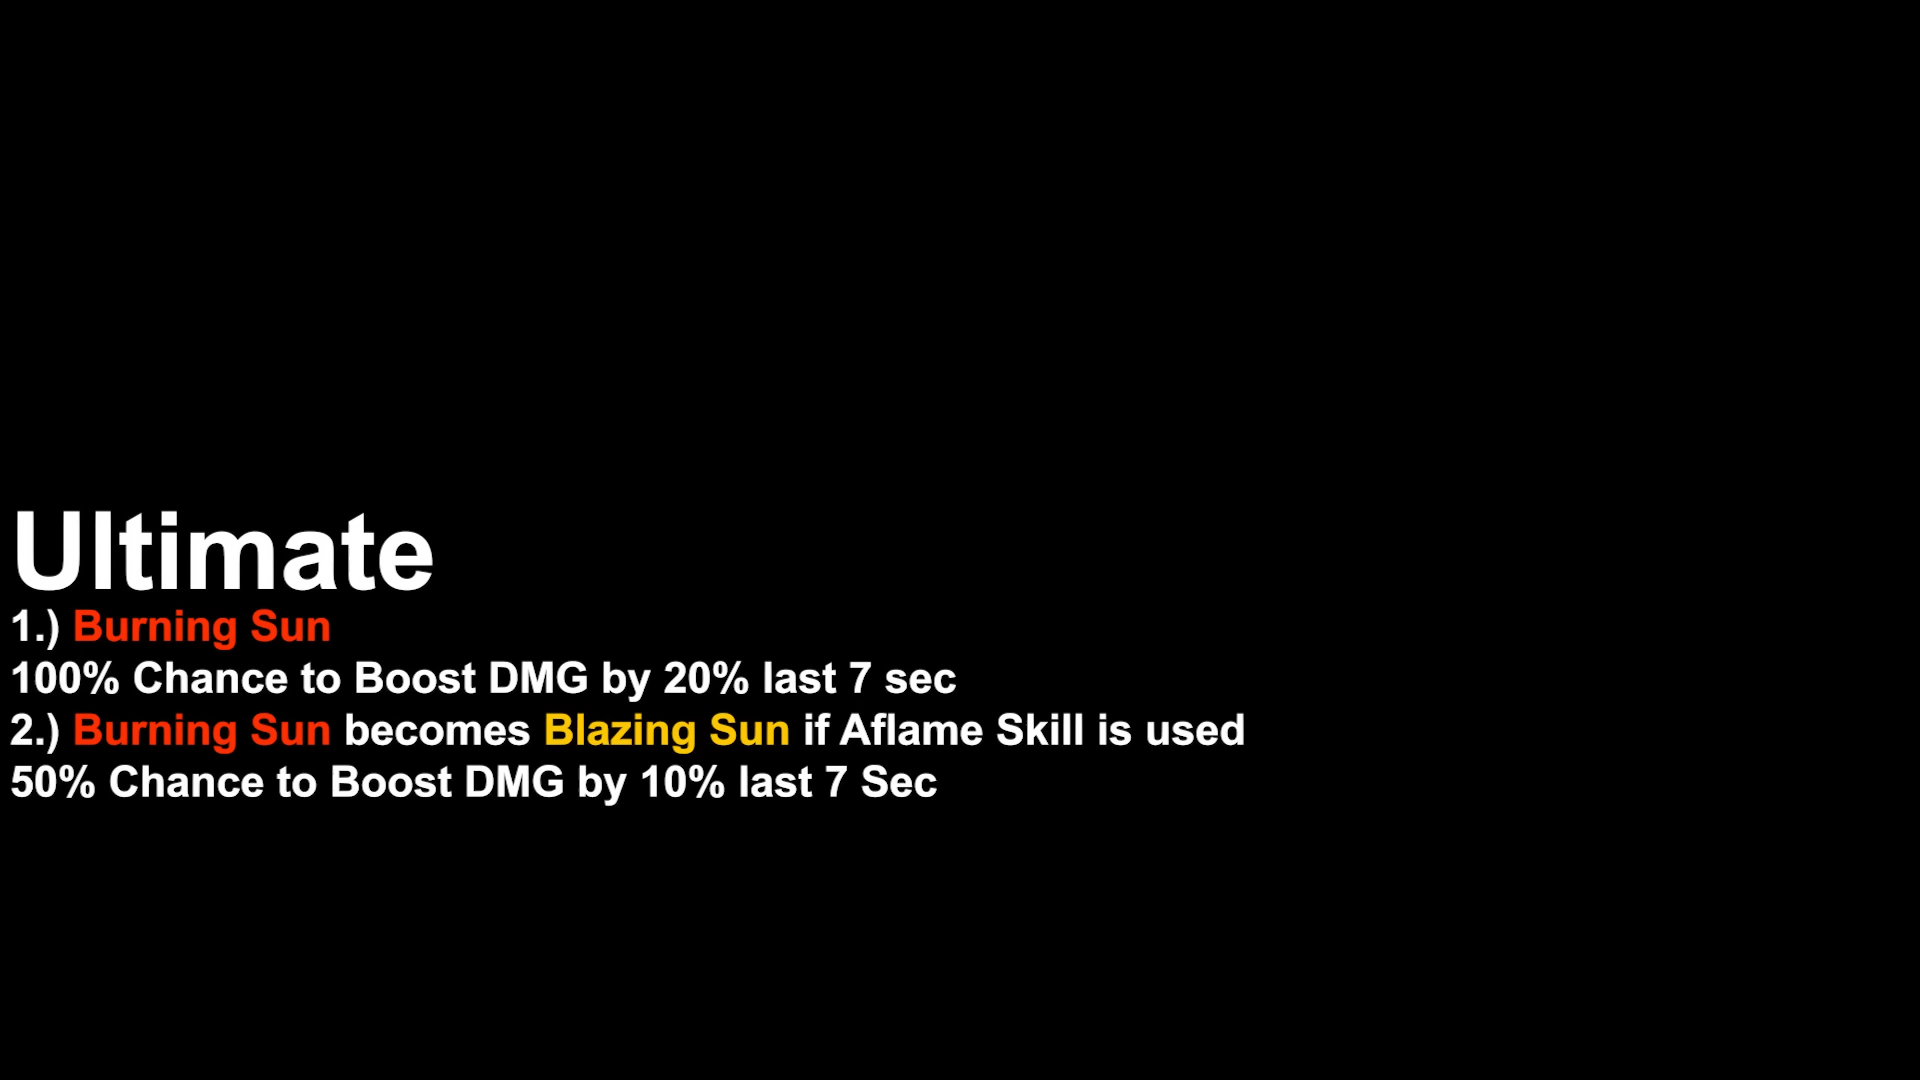 Ultimate
1.) Burning Sun
100% Chance to Boost DMG by 20% last 7 sec
2.) Burning Sun becomes Blazing Sun if Aflame Skill is used
50% Chance to Boost DMG by 10% last 7 Sec